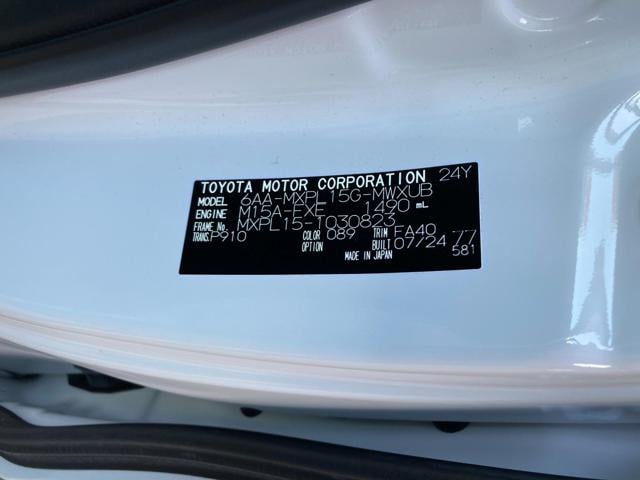 TOYOTA MOTOR CORPORATION 24Y
MODEL 6AA-MXPL15G-MWXUB
ENGINE M15A-FXE 1490 mL
FRAME No. MXPL15-1030823
TRANS. P910 COLOR 089 TRIM FA40
BUILT 07/24 77
MADE IN JAPAN 581